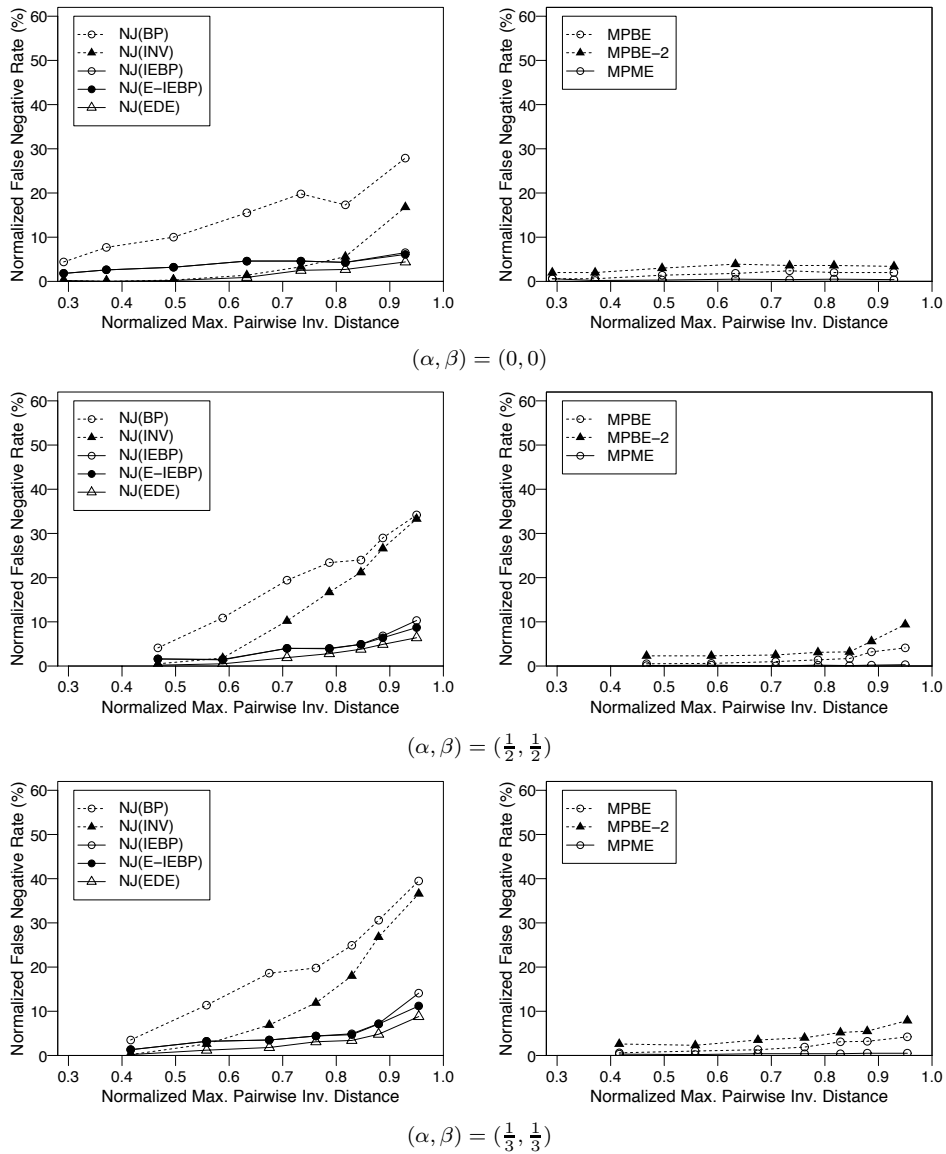 Normalized False Negative Rate (%)
60
50
40
30
20
10
0
NJ(BP)
NJ(INV)
NJ(IEBP)
NJ(E−IEBP)
NJ(EDE)
0.3 0.4 0.5 0.6 0.7 0.8 0.9 1.0
Normalized Max. Pairwise Inv. Distance
Normalized False Negative Rate (%)
60
50
40
30
20
10
0
MPBE
MPBE−2
MPME
0.3 0.4 0.5 0.6 0.7 0.8 0.9 1.0
Normalized Max. Pairwise Inv. Distance
(α, β) = (0, 0)
Normalized False Negative Rate (%)
60
50
40
30
20
10
0
NJ(BP)
NJ(INV)
NJ(IEBP)
NJ(E−IEBP)
NJ(EDE)
0.3 0.4 0.5 0.6 0.7 0.8 0.9 1.0
Normalized Max. Pairwise Inv. Distance
Normalized False Negative Rate (%)
60
50
40
30
20
10
0
MPBE
MPBE−2
MPME
0.3 0.4 0.5 0.6 0.7 0.8 0.9 1.0
Normalized Max. Pairwise Inv. Distance
(α, β) = (1/2, 1/2)
Normalized False Negative Rate (%)
60
50
40
30
20
10
0
NJ(BP)
NJ(INV)
NJ(IEBP)
NJ(E−IEBP)
NJ(EDE)
0.3 0.4 0.5 0.6 0.7 0.8 0.9 1.0
Normalized Max. Pairwise Inv. Distance
Normalized False Negative Rate (%)
60
50
40
30
20
10
0
MPBE
MPBE−2
MPME
0.3 0.4 0.5 0.6 0.7 0.8 0.9 1.0
Normalized Max. Pairwise Inv. Distance
(α, β) = (1/3, 1/3)